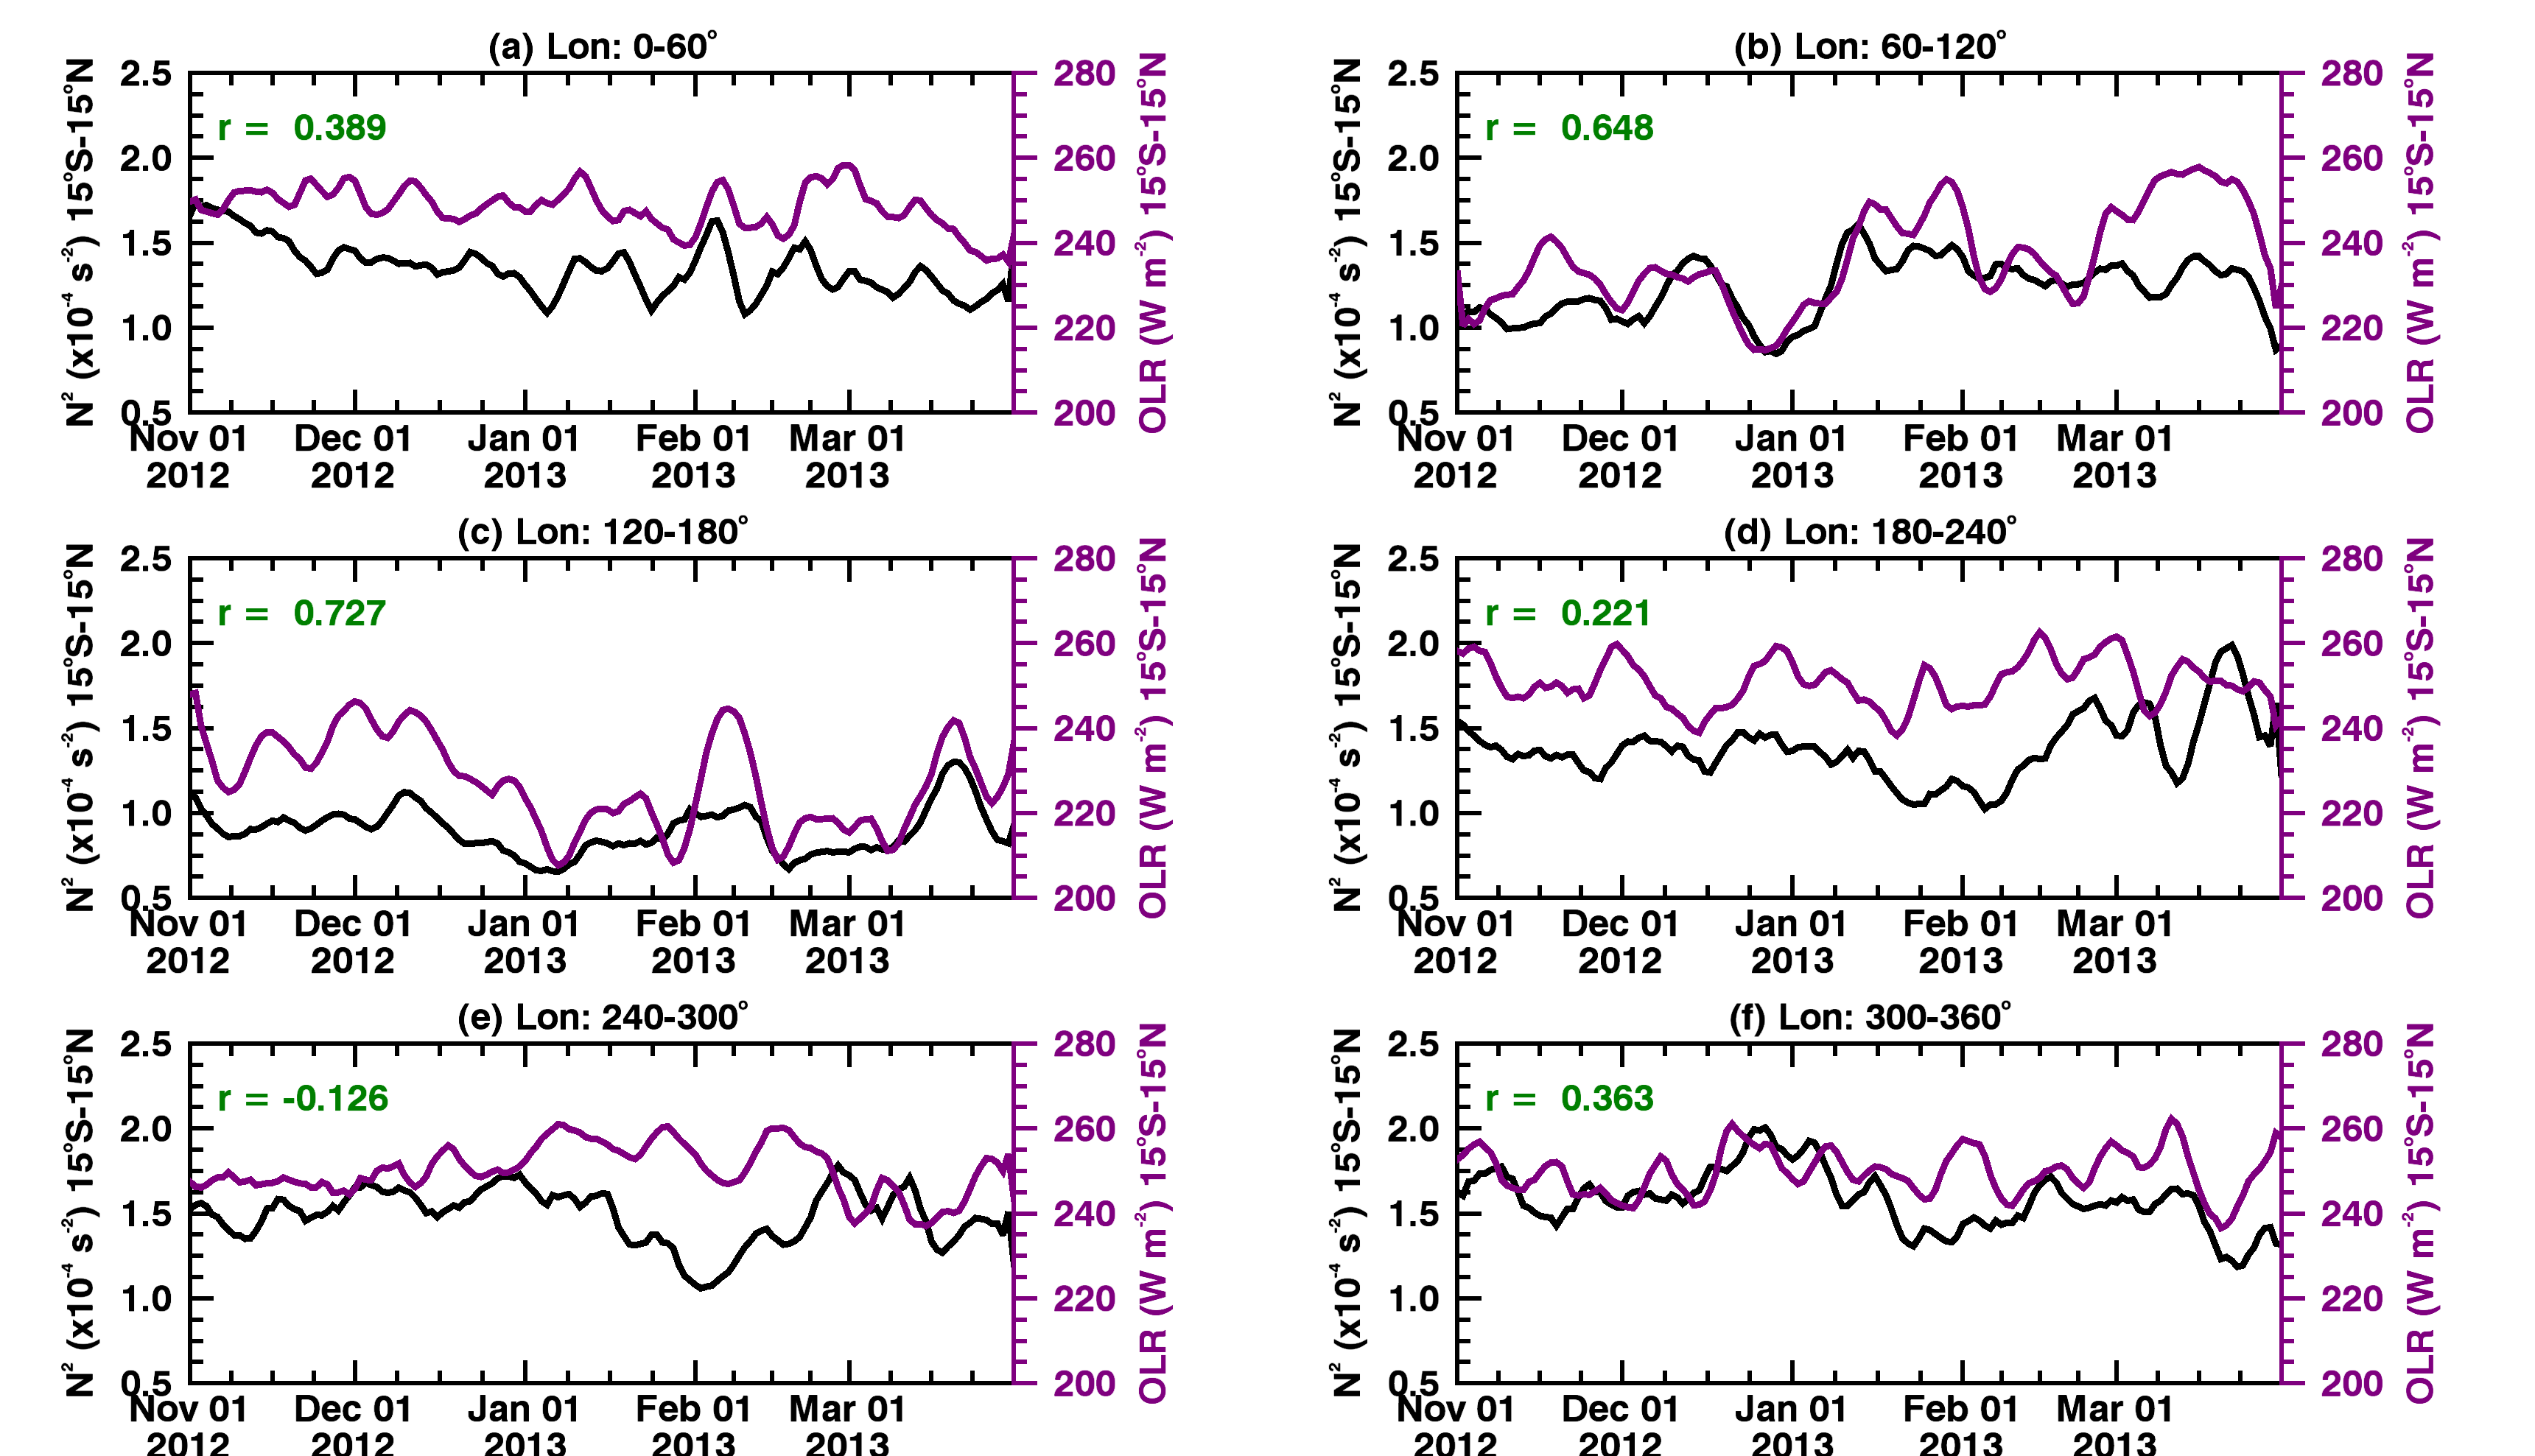 (a) Lon: 0-60°
N² (x10⁻⁴ s⁻²) 15°S-15°N
2.5
2.0
1.5
1.0
0.5
r = 0.389
280
260
240
220
200
OLR (W m⁻²) 15°S-15°N
Nov 01 Dec 01 Jan 01 Feb 01 Mar 01
2012 2012 2013 2013 2013
(b) Lon: 60-120°
N² (x10⁻⁴ s⁻²) 15°S-15°N
2.5
2.0
1.5
1.0
0.5
r = 0.648
280
260
240
220
200
OLR (W m⁻²) 15°S-15°N
Nov 01 Dec 01 Jan 01 Feb 01 Mar 01
2012 2012 2013 2013 2013
(c) Lon: 120-180°
N² (x10⁻⁴ s⁻²) 15°S-15°N
2.5
2.0
1.5
1.0
0.5
r = 0.727
280
260
240
220
200
OLR (W m⁻²) 15°S-15°N
Nov 01 Dec 01 Jan 01 Feb 01 Mar 01
2012 2012 2013 2013 2013
(d) Lon: 180-240°
N² (x10⁻⁴ s⁻²) 15°S-15°N
2.5
2.0
1.5
1.0
0.5
r = 0.221
280
260
240
220
200
OLR (W m⁻²) 15°S-15°N
Nov 01 Dec 01 Jan 01 Feb 01 Mar 01
2012 2012 2013 2013 2013
(e) Lon: 240-300°
N² (x10⁻⁴ s⁻²) 15°S-15°N
2.5
2.0
1.5
1.0
0.5
r = -0.126
280
260
240
220
200
OLR (W m⁻²) 15°S-15°N
Nov 01 Dec 01 Jan 01 Feb 01 Mar 01
2012 2012 2013 2013 2013
(f) Lon: 300-360°
N² (x10⁻⁴ s⁻²) 15°S-15°N
2.5
2.0
1.5
1.0
0.5
r = 0.363
280
260
240
220
200
OLR (W m⁻²) 15°S-15°N
Nov 01 Dec 01 Jan 01 Feb 01 Mar 01
2012 2012 2013 2013 2013